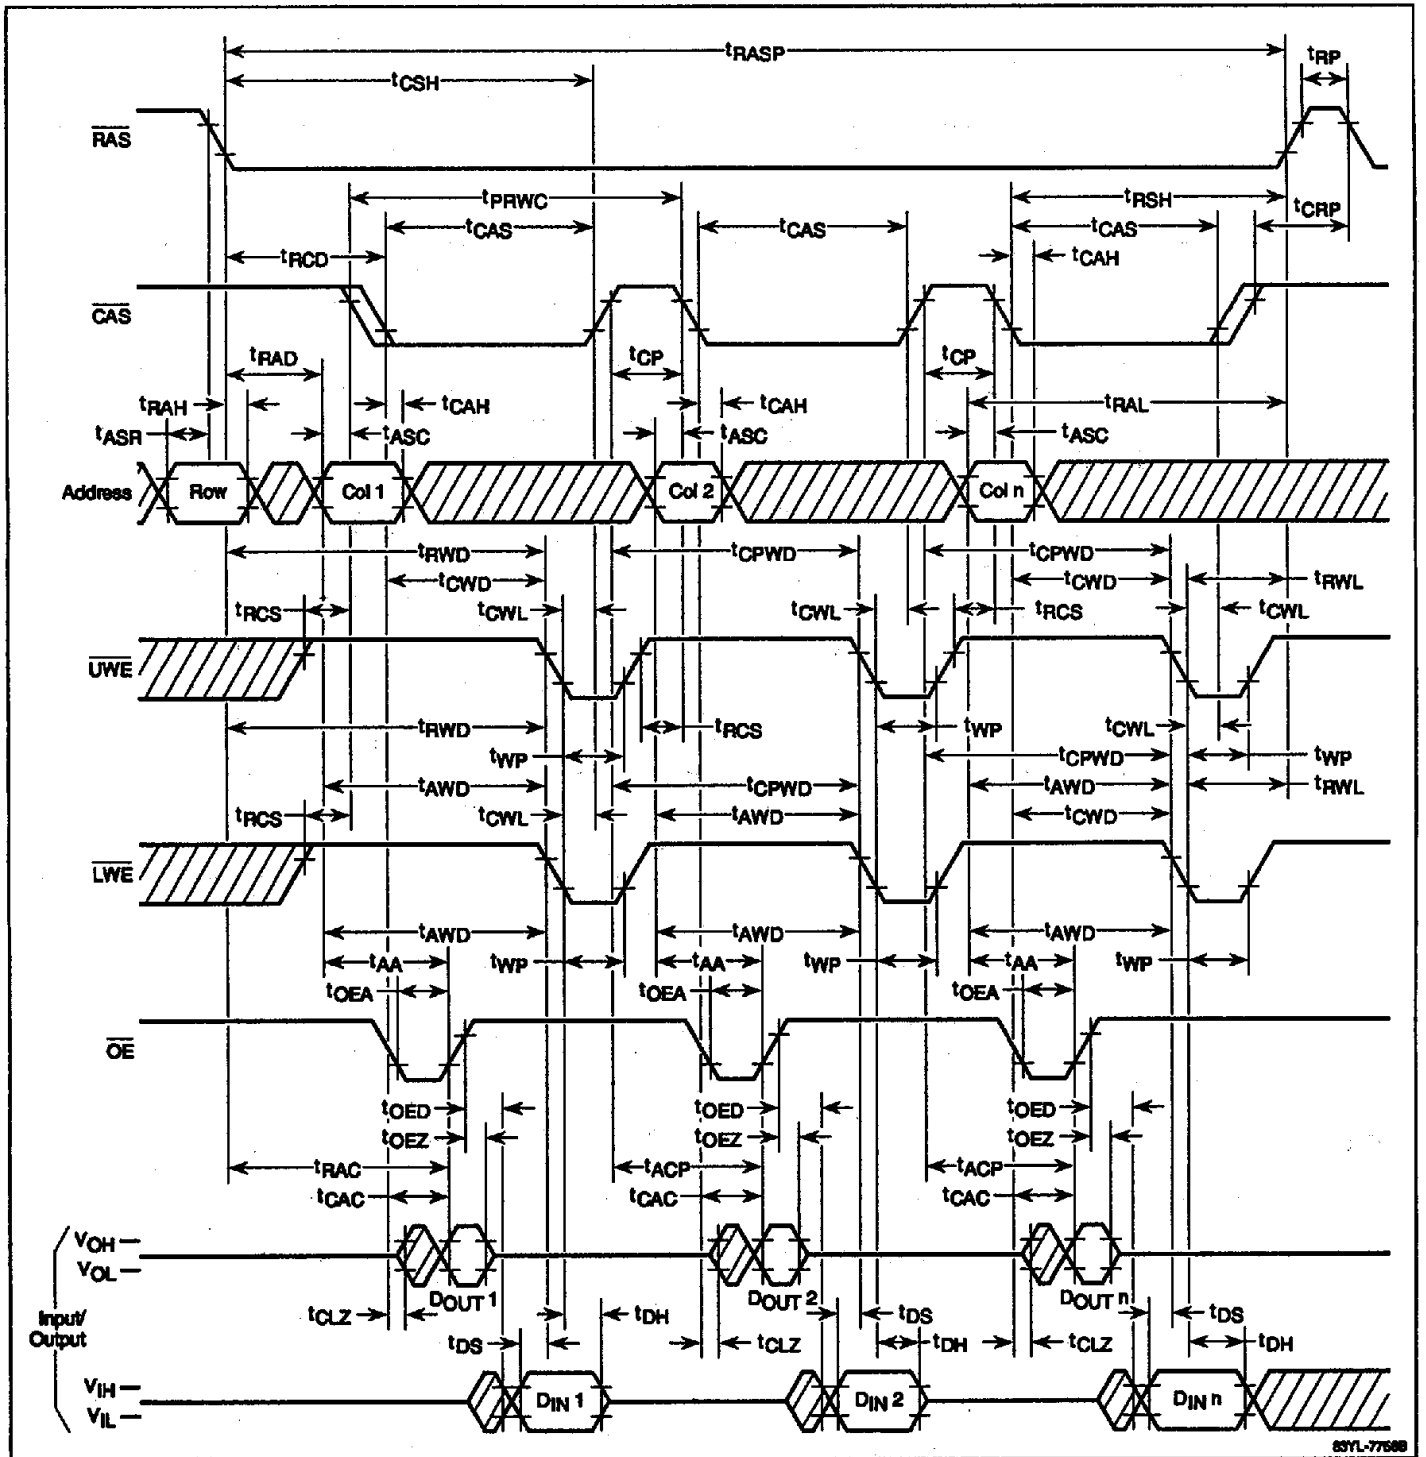 tRASP
tRP
tCSH
RAS
tPRWC
tRSH
tCAS
tCAS
tCAS
tCRP
tRCD
tCAH
CAS
tRAD
tCP
tCP
tRAH
tCAH
tCAH
tRAL
tASR
tASC
tASC
tASC
Address
Row
Col 1
Col 2
Col n
tRWD
tCPWD
tCPWD
tCWD
tCWD
tRWL
tRCS
tCWL
tCWL
tRCS
tCWL
UWE
tRWD
tRCS
tWP
tCWL
tWP
tCPWD
tWP
tAWD
tCPWD
tAWD
tRWL
tRCS
tCWL
tAWD
tCWD
LWE
tAWD
tAWD
tAWD
tAA
tWP
tAA
tWP
tAA
tWP
tOEA
tOEA
tOEA
OE
tOED
tOED
tOED
tOEZ
tOEZ
tOEZ
tRAC
tACP
tACP
tCAC
tCAC
tCAC
VOH
VOL
DOUT 1
DOUT 2
DOUT n
Input/
Output
tCLZ
tDH
tDS
tDS
tDS
tCLZ
tDH
tCLZ
tDH
VIH
VIL
DIN 1
DIN 2
DIN n
83YL-7768B